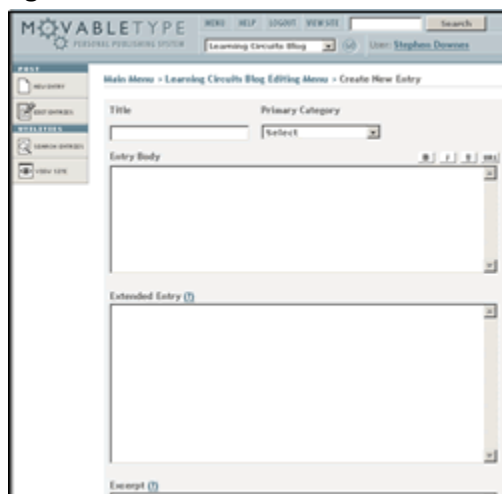 MOVABLETYPE
PERSONAL PUBLISHING SYSTEM
MENU HELP LOGOUT VIEW SITE Search
Learning Circuits Blog User: Stephen Downes
POST
NEW ENTRY
EDIT ENTRIES
UTILITIES
SEARCH ENTRIES
VIEW SITE
Main Menu > Learning Circuits Blog Editing Menu > Create New Entry
Title Primary Category
Select
Entry Body B I U URL
Extended Entry (?)
Excerpt (?)